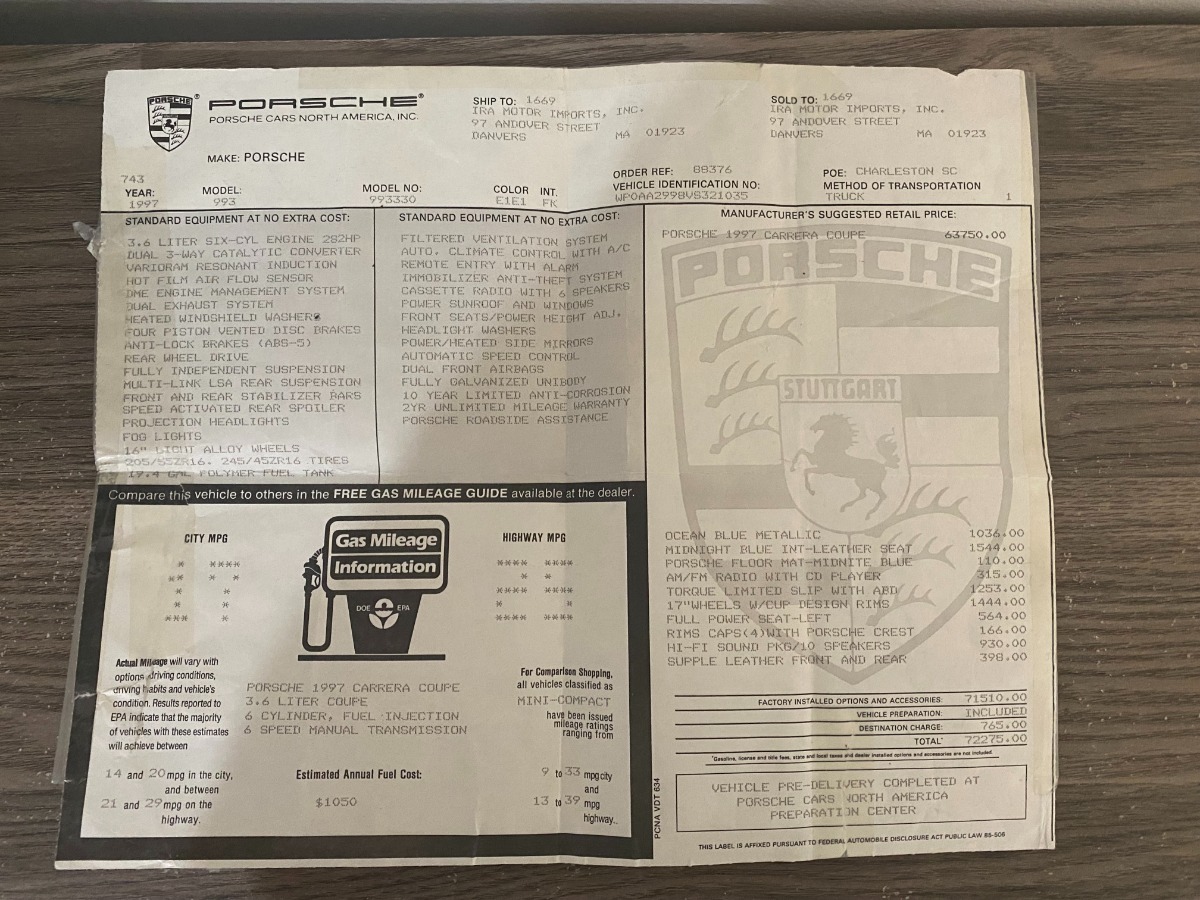 PORSCHE® PORSCHE®
PORSCHE CARS NORTH AMERICA, INC.
MAKE: PORSCHE
SHIP TO: 1669
IRA MOTOR IMPORTS, INC.
97 ANDOVER STREET
DANVERS MA 01923
SOLD TO: 1669
IRA MOTOR IMPORTS, INC.
97 ANDOVER STREET
DANVERS MA 01923
743
YEAR: MODEL: MODEL NO: COLOR INT.
1997 993 993330 E1E1 FK
ORDER REF: 88376
VEHICLE IDENTIFICATION NO:
WP0AA2998VS321035
POE: CHARLESTON SC
METHOD OF TRANSPORTATION
TRUCK 1
STANDARD EQUIPMENT AT NO EXTRA COST:
3.6 LITER SIX-CYL ENGINE 282HP
DUAL 3-WAY CATALYTIC CONVERTER
VARIORAM RESONANT INDUCTION
HOT FILM AIR FLOW SENSOR
DME ENGINE MANAGEMENT SYSTEM
DUAL EXHAUST SYSTEM
HEATED WINDSHIELD WASHERS
FOUR PISTON VENTED DISC BRAKES
ANTI-LOCK BRAKES (ABS-5)
REAR WHEEL DRIVE
FULLY INDEPENDENT SUSPENSION
MULTI-LINK LSA REAR SUSPENSION
FRONT AND REAR STABILIZER BARS
SPEED ACTIVATED REAR SPOILER
PROJECTION HEADLIGHTS
FOG LIGHTS
16" LIGHT ALLOY WHEELS
205/55ZR16. 245/45ZR16 TIRES
19.4 GAL POLYMER FUEL TANK
STANDARD EQUIPMENT AT NO EXTRA COST:
FILTERED VENTILATION SYSTEM
AUTO. CLIMATE CONTROL WITH A/C
REMOTE ENTRY WITH ALARM
IMMOBILIZER ANTI-THEFT SYSTEM
CASSETTE RADIO WITH 6 SPEAKERS
POWER SUNROOF AND WINDOWS
FRONT SEATS/POWER HEIGHT ADJ.
HEADLIGHT WASHERS
POWER/HEATED SIDE MIRRORS
AUTOMATIC SPEED CONTROL
DUAL FRONT AIRBAGS
FULLY GALVANIZED UNIBODY
10 YEAR LIMITED ANTI-CORROSION
2YR UNLIMITED MILEAGE WARRANTY
PORSCHE ROADSIDE ASSISTANCE
MANUFACTURER'S SUGGESTED RETAIL PRICE:
PORSCHE 1997 CARRERA COUPE 63750.00
PORSCHE
STUTTGART
OCEAN BLUE METALLIC 1036.00
MIDNIGHT BLUE INT-LEATHER SEAT 1544.00
PORSCHE FLOOR MAT-MIDNITE BLUE 110.00
AM/FM RADIO WITH CD PLAYER 315.00
TORQUE LIMITED SLIP WITH ABD 1253.00
17"WHEELS W/CUP DESIGN RIMS 1444.00
FULL POWER SEAT-LEFT 564.00
RIMS CAPS(4)WITH PORSCHE CREST 166.00
HI-FI SOUND PKG/10 SPEAKERS 930.00
SUPPLE LEATHER FRONT AND REAR 398.00
FACTORY INSTALLED OPTIONS AND ACCESSORIES: 71510.00
VEHICLE PREPARATION: INCLUDED
DESTINATION CHARGE: 765.00
TOTAL* 72275.00
*Gasoline, license and title fees, state and local taxes and dealer installed options and accessories are not included.
VEHICLE PRE-DELIVERY COMPLETED AT
PORSCHE CARS NORTH AMERICA
PREPARATION CENTER
PCNA VDT 634
THIS LABEL IS AFFIXED PURSUANT TO FEDERAL AUTOMOBILE DISCLOSURE ACT PUBLIC LAW 85-506
Compare this vehicle to others in the FREE GAS MILEAGE GUIDE available at the dealer.
CITY MPG
17
Gas Mileage
Information
DOE EPA
HIGHWAY MPG
Actual Mileage will vary with
options, driving conditions,
driving habits and vehicle's
condition. Results reported to
EPA indicate that the majority
of vehicles with these estimates
will achieve between
14 and 20 mpg in the city,
and between
21 and 29 mpg on the
highway.
PORSCHE 1997 CARRERA COUPE
3.6 LITER COUPE
6 CYLINDER, FUEL INJECTION
6 SPEED MANUAL TRANSMISSION
Estimated Annual Fuel Cost:
$1050
For Comparison Shopping,
all vehicles classified as
MINI-COMPACT
have been issued
mileage ratings
ranging from
9 to 33 mpg city
and
13 to 39 mpg
highway.